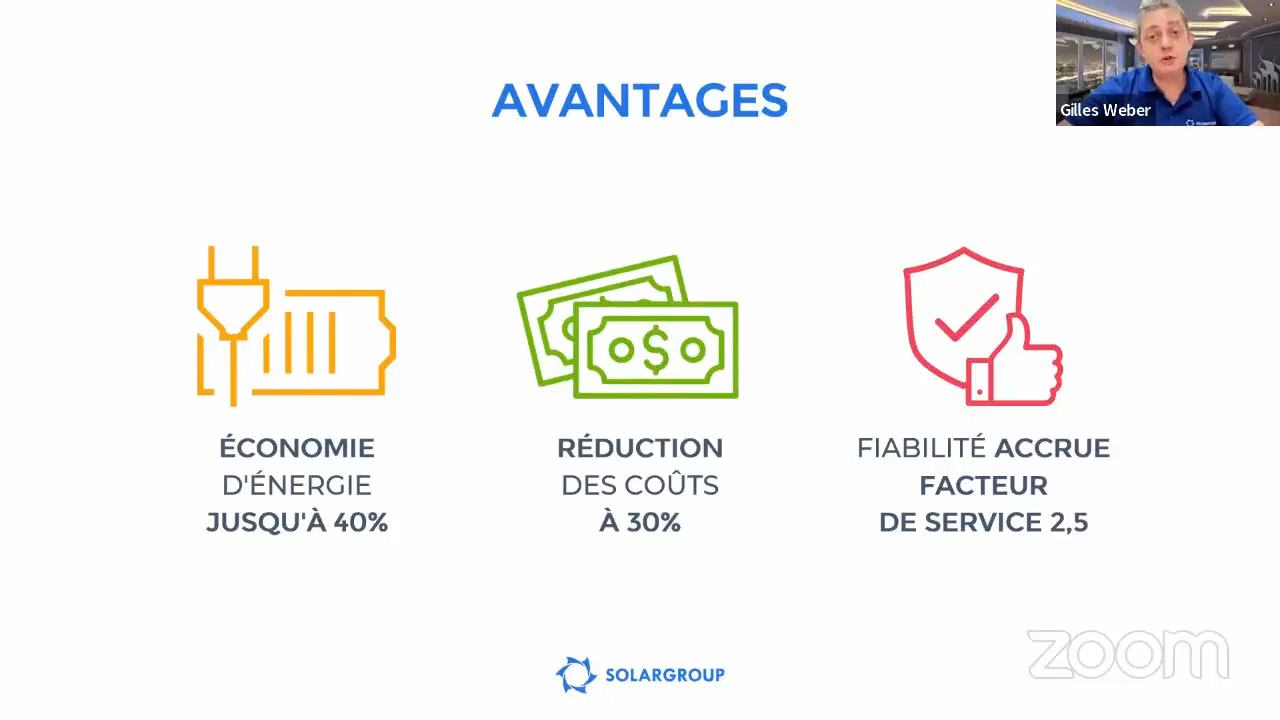 AVANTAGES
Gilles Weber
ÉCONOMIE
D'ÉNERGIE
JUSQU'À 40%
RÉDUCTION
DES COÛTS
À 30%
FIABILITÉ ACCRUE
FACTEUR
DE SERVICE 2,5
SOLARGROUP
zoom